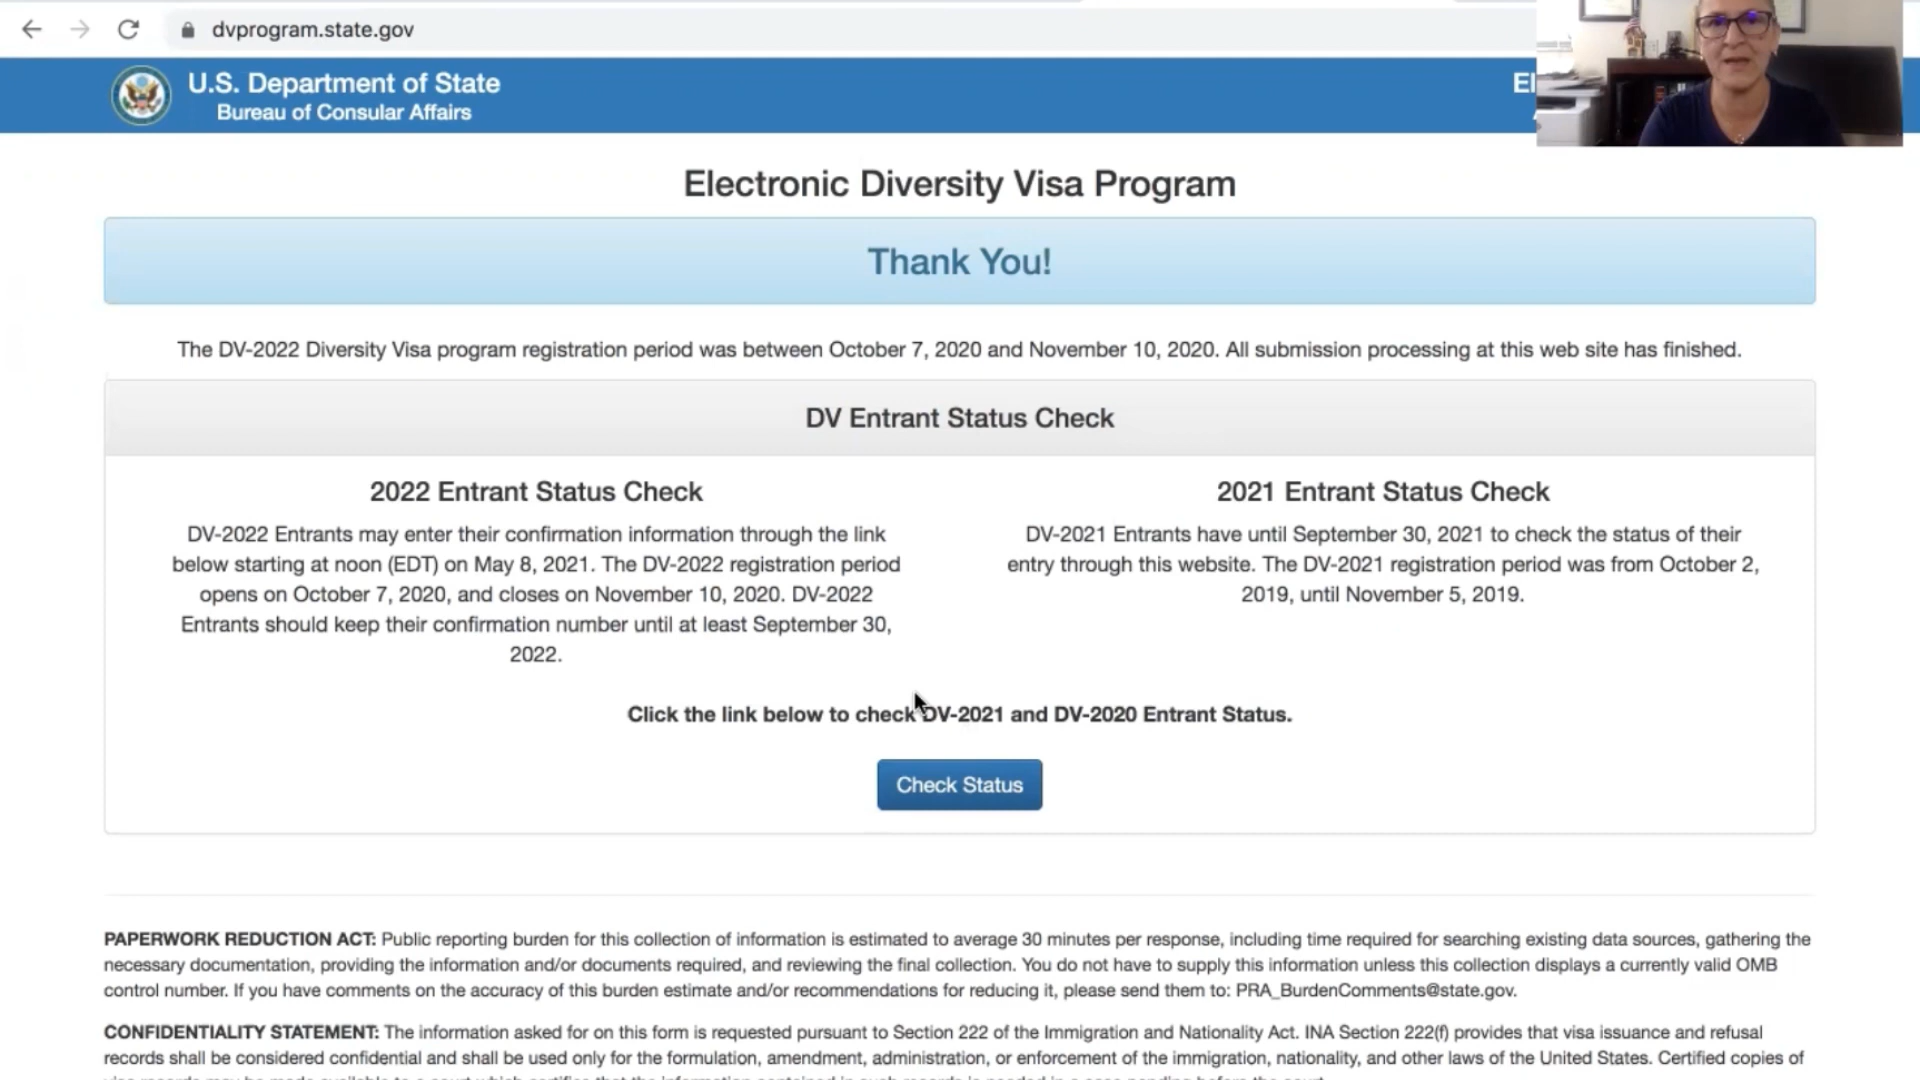 dvprogram.state.gov
U.S. Department of State
Bureau of Consular Affairs
Electronic Diversity Visa Program
Thank You!
The DV-2022 Diversity Visa program registration period was between October 7, 2020 and November 10, 2020. All submission processing at this web site has finished.
DV Entrant Status Check
2022 Entrant Status Check
DV-2022 Entrants may enter their confirmation information through the link
below starting at noon (EDT) on May 8, 2021. The DV-2022 registration period
opens on October 7, 2020, and closes on November 10, 2020. DV-2022
Entrants should keep their confirmation number until at least September 30,
2022.
2021 Entrant Status Check
DV-2021 Entrants have until September 30, 2021 to check the status of their
entry through this website. The DV-2021 registration period was from October 2,
2019, until November 5, 2019.
Click the link below to check DV-2021 and DV-2020 Entrant Status.
Check Status
PAPERWORK REDUCTION ACT: Public reporting burden for this collection of information is estimated to average 30 minutes per response, including time required for searching existing data sources, gathering the
necessary documentation, providing the information and/or documents required, and reviewing the final collection. You do not have to supply this information unless this collection displays a currently valid OMB
control number. If you have comments on the accuracy of this burden estimate and/or recommendations for reducing it, please send them to: PRA_BurdenComments@state.gov.
CONFIDENTIALITY STATEMENT: The information asked for on this form is requested pursuant to Section 222 of the Immigration and Nationality Act. INA Section 222(f) provides that visa issuance and refusal
records shall be considered confidential and shall be used only for the formulation, amendment, administration, or enforcement of the immigration, nationality, and other laws of the United States. Certified copies of